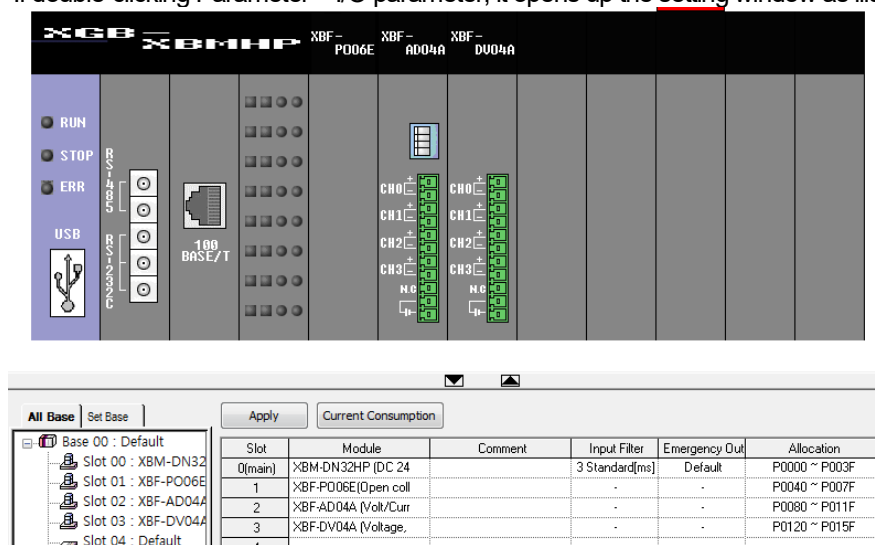 XGB XBMHP XBF- PO06E XBF- AD04A XBF- DV04A
RUN
STOP
ERR
USB
RS-485
RS-232C
100
BASE/T
CH0 + -
CH1 + -
CH2 + -
CH3 + -
N.C
CH0 + -
CH1 + -
CH2 + -
CH3 + -
N.C
All Base Set Base Apply Current Consumption
Base 00 : Default
Slot 00 : XBM-DN32
Slot 01 : XBF-PO06E
Slot 02 : XBF-AD04A
Slot 03 : XBF-DV04A
Slot 04 : Default
Slot Module Comment Input Filter Emergency Out Allocation
0(main) XBM-DN32HP (DC 24 3 Standard[ms] Default P0000 ~ P003F
1 XBF-PO06E(Open coll - - P0040 ~ P007F
2 XBF-AD04A (Volt/Curr - - P0080 ~ P011F
3 XBF-DV04A (Voltage, - - P0120 ~ P015F